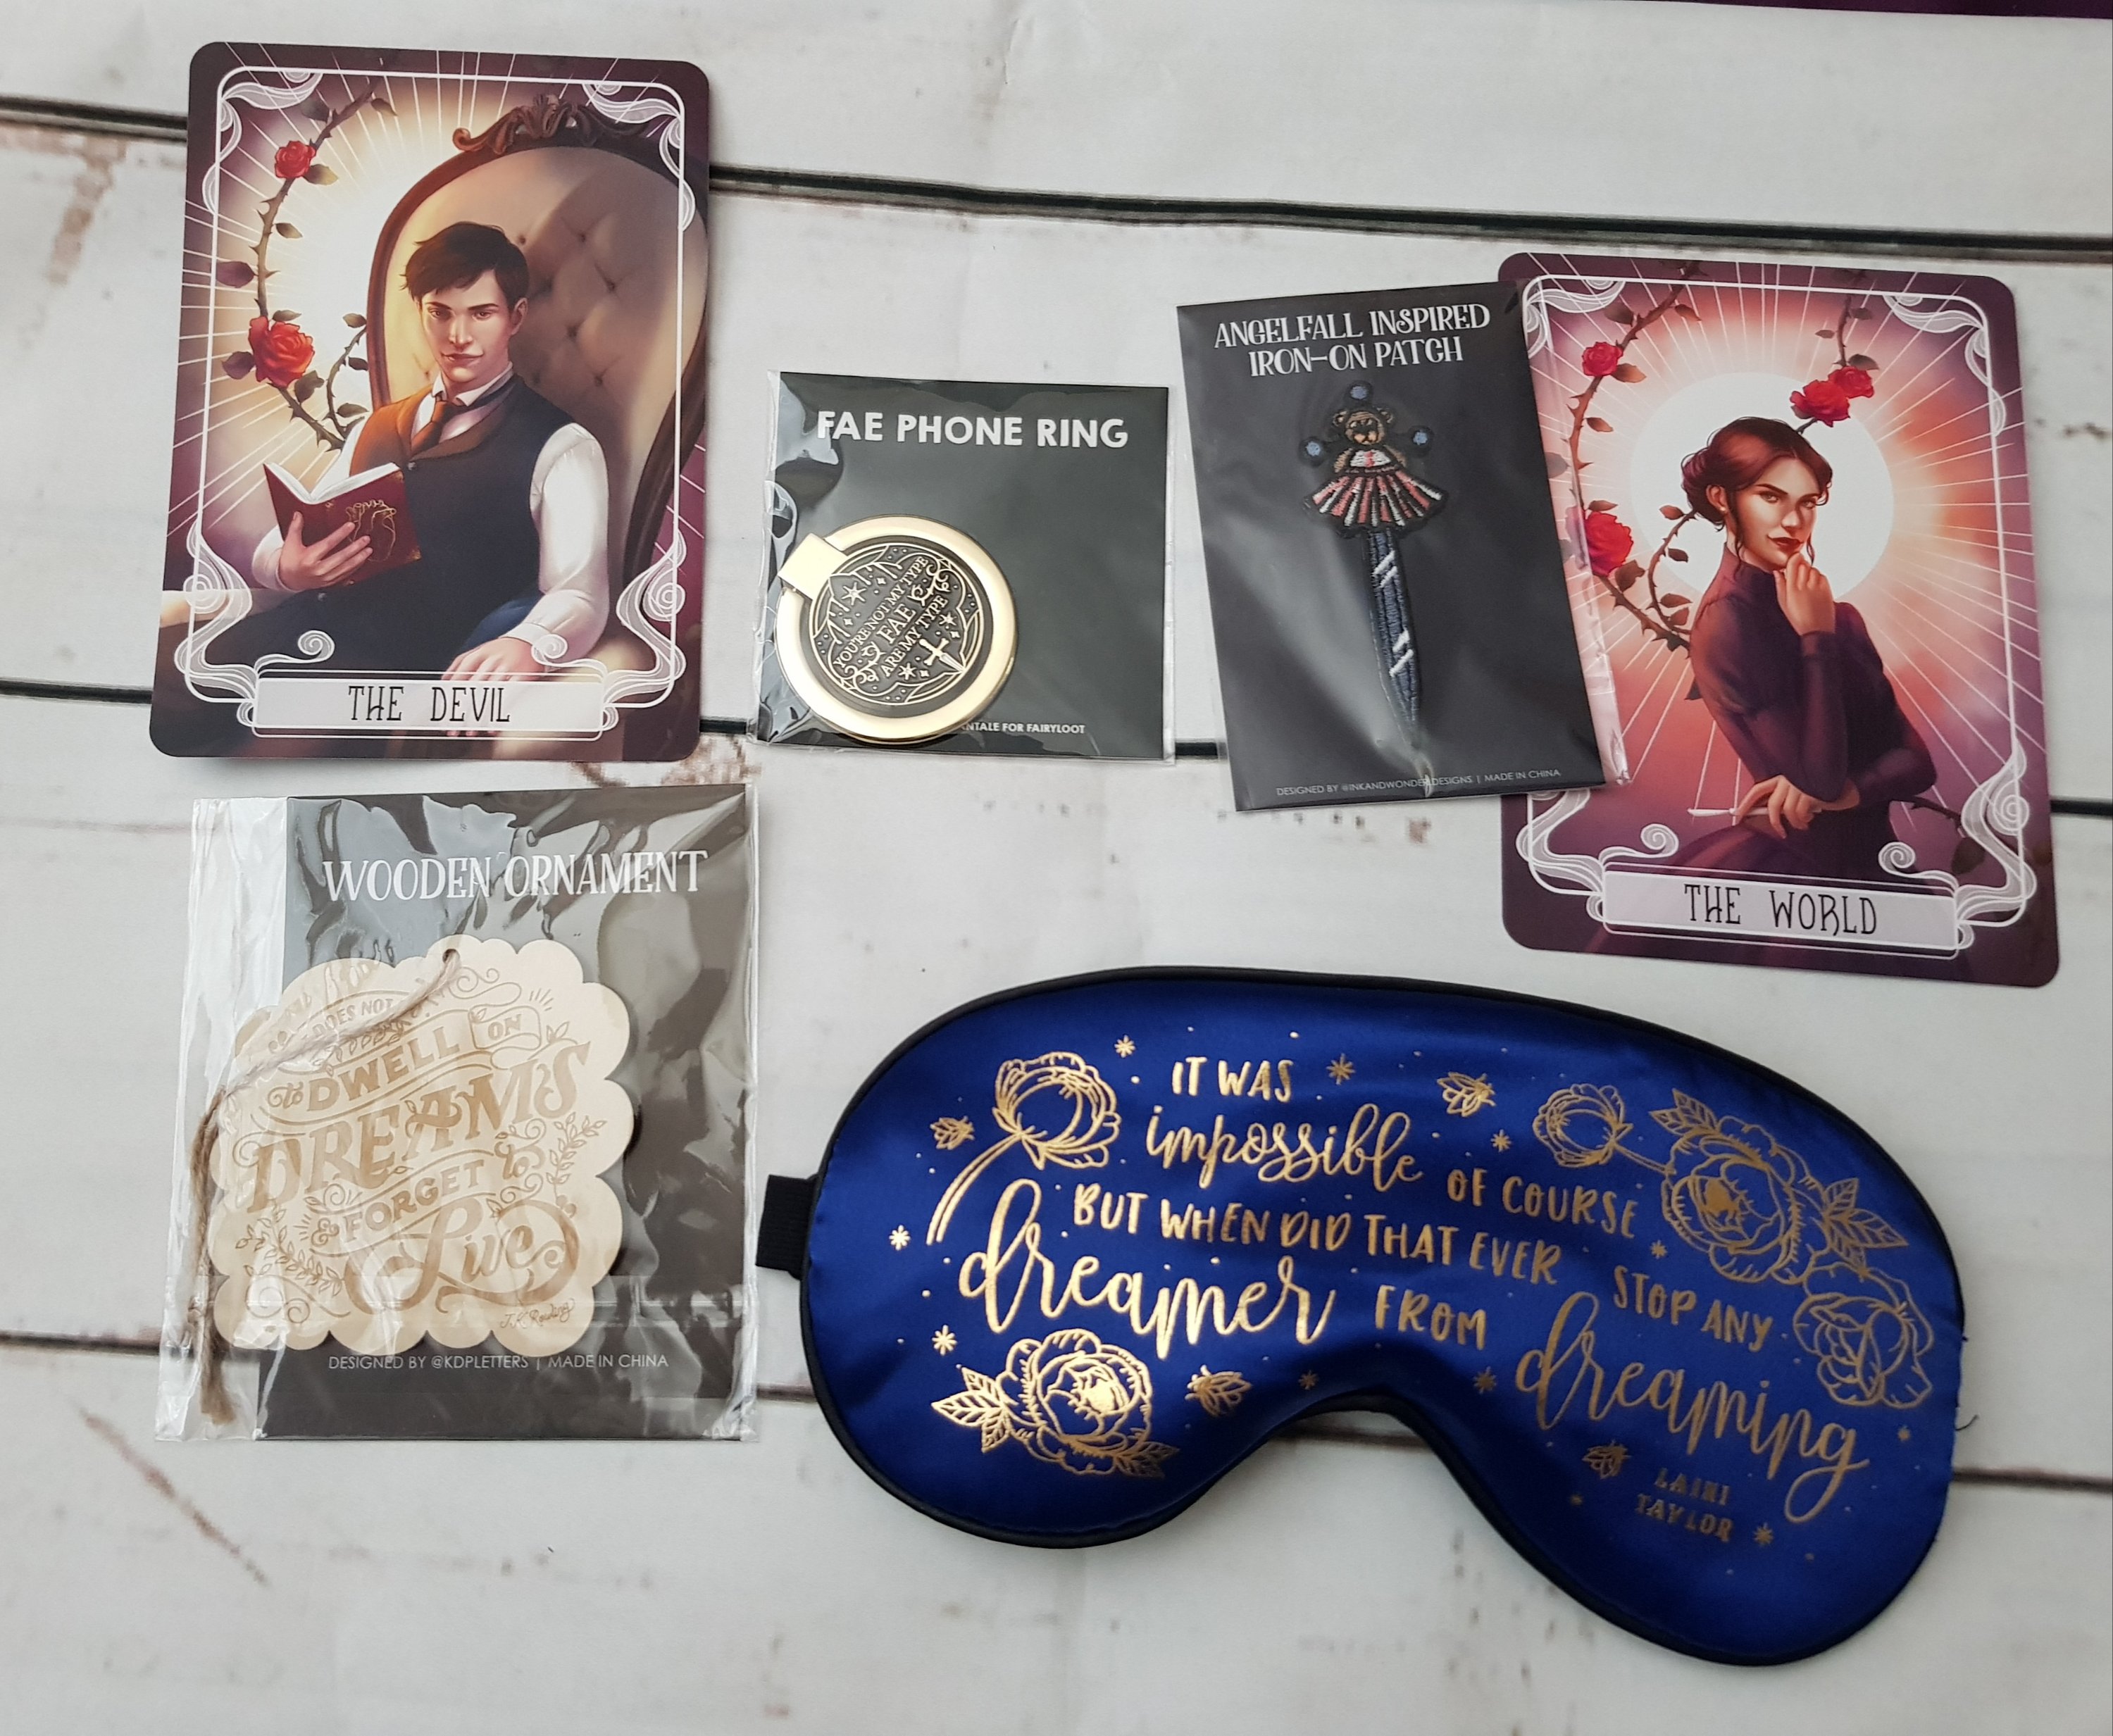 THE DEVIL
FAE PHONE RING
YOU'RE NOT MY TYPE
FAE
ARE MY TYPE
NTALE FOR FAIRYLOOT
ANGELFALL INSPIRED
IRON-ON PATCH
DESIGNED BY @INKANDWONDERDESIGNS | MADE IN CHINA
THE WORLD
WOODEN ORNAMENT
DOES NOT
to DWELL ON
DREAMS
& FORGET to
Live
J.K. Rowling
DESIGNED BY @KDPLETTERS | MADE IN CHINA
IT WAS
impossible OF COURSE
BUT WHEN DID THAT EVER STOP ANY
dreamer FROM dreaming
LAINI
TAYLOR